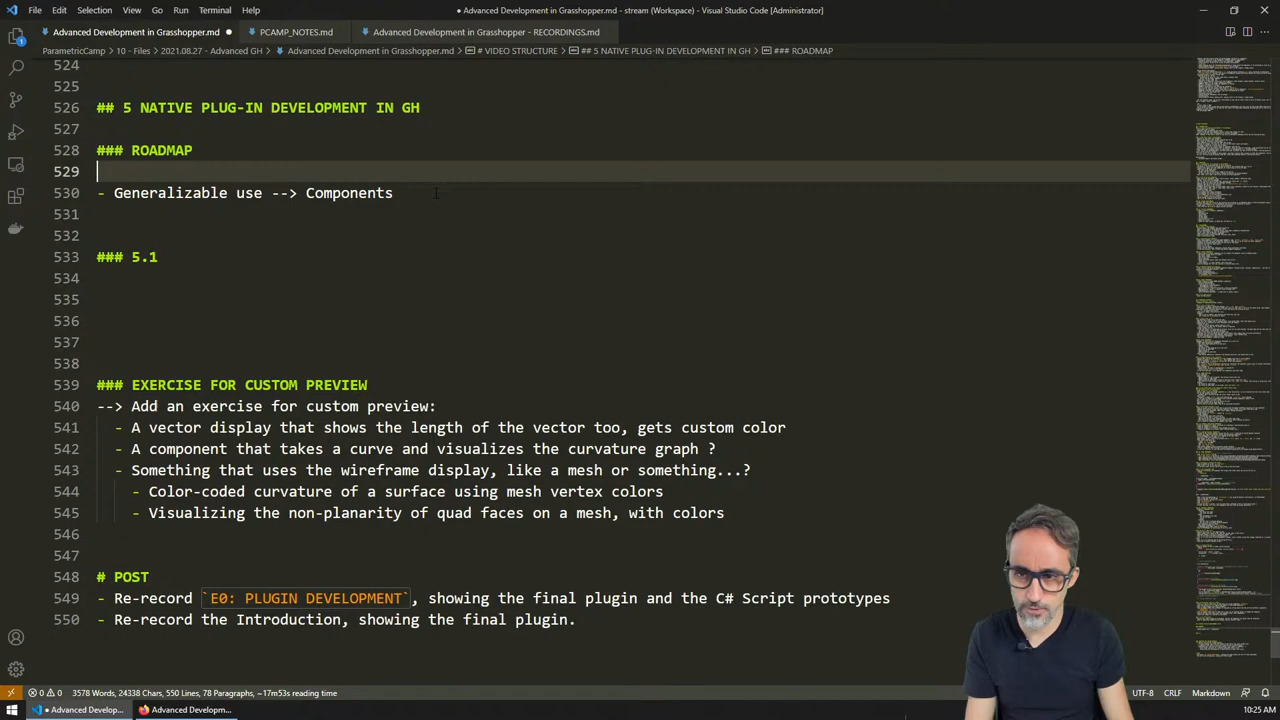 File Edit Selection View Go Run Terminal Help
● Advanced Development in Grasshopper.md - stream (Workspace) - Visual Studio Code [Administrator]
Advanced Development in Grasshopper.md ● PCAMP_NOTES.md Advanced Development in Grasshopper - RECORDINGS.md
ParametricCamp > 10 - Files > 2021.08.27 - Advanced GH > Advanced Development in Grasshopper.md > # VIDEO STRUCTURE > ## 5 NATIVE PLUG-IN DEVELOPMENT IN GH > ### ROADMAP
524
525
526 ## 5 NATIVE PLUG-IN DEVELOPMENT IN GH
527
528 ### ROADMAP
529
530 - Generalizable use --> Components
531
532
533 ### 5.1
534
535
536
537
538
539 ### EXERCISE FOR CUSTOM PREVIEW
540 --> Add an exercise for custom preview:
541 - A vector display that shows the length of the vector too, gets custom color
542 - A component that takes a curve and visualizes the curvature graph ?
543 - Something that uses the wireframe display, like a mesh or something...?
544 - Color-coded curvature of a surface using mesh vertex colors
545 - Visualizing the non-planarity of quad faces on a mesh, with colors
546
547
548 # POST
549 - Re-record `E0: PLUGIN DEVELOPMENT`, showing the final plugin and the C# Script prototypes
550 - Re-record the Introduction, showing the final plugin.
0 0 3578 Words, 24338 Chars, 550 Lines, 78 Paragraphs, ~17m53s reading time UTF-8 CRLF Markdown
● Advanced Develop... Advanced Developm... 10:25 AM